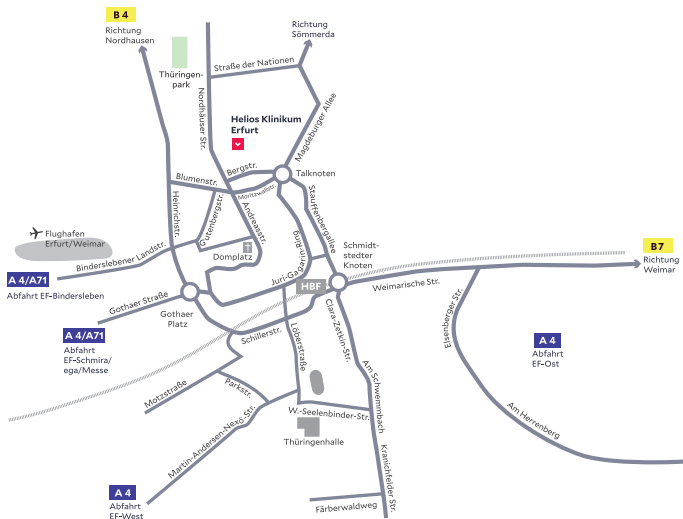 B 4
Richtung
Nordhausen
Richtung
Sömmerda
Thüringen-
park
Straße der Nationen
Nordhäuser Str.
Magdeburger Allee
Helios Klinikum
Erfurt
Bergstr.
Talknoten
Blumenstr.
Moritzwallstr.
Heinrichstr.
Gutenbergstr.
Andreasstr.
Stauffenbergallee
Flughafen
Erfurt/Weimar
Binderslebener Landstr.
Domplatz
Juri-Gagarin-Ring
Schmidt-
stedter
Knoten
B 7
Richtung
Weimar
A 4/A71
Abfahrt EF-Bindersleben
HBF
Weimarische Str.
Gothaer Straße
Gothaer
Platz
A 4/A71
Abfahrt
EF-Schmira/
ega/Messe
Schillerstr.
Löberstraße
Clara-Zetkin-Str.
Eisenberger Str.
A 4
Abfahrt
EF-Ost
Motzstraße
Parkstr.
Am Schwemmbach
W.-Seelenbinder-Str.
Thüringenhalle
Martin-Andersen-Nexö-Str.
Am Herrenberg
Kranichfelder Str.
A 4
Abfahrt
EF-West
Färberwaldweg